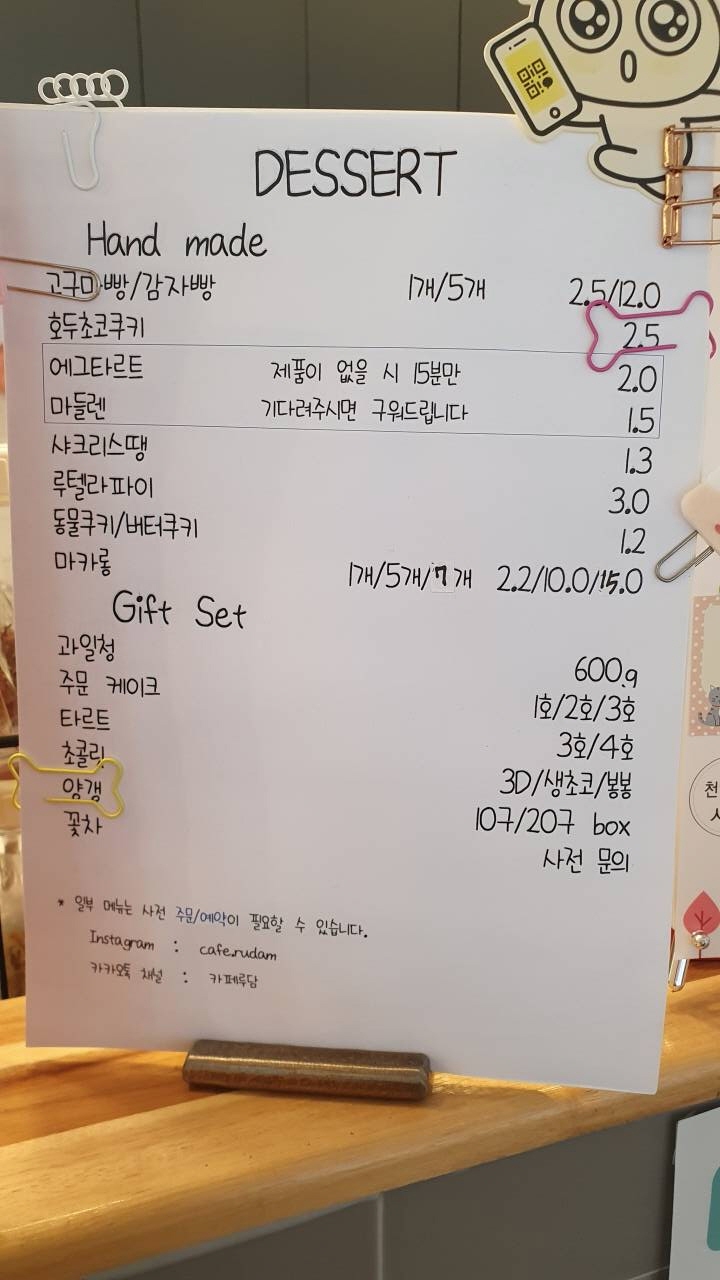 DESSERT
Hand made
고구마빵/감자빵 1개/5개 2.5/12.0
호두초코쿠키 2.5
에그타르트 제품이 없을 시 15분만 2.0
마들렌 기다려주시면 구워드립니다 1.5
샤크리스땡 1.3
루텔라파이 3.0
동물쿠키/버터쿠키 1.2
마카롱 1개/5개/7개 2.2/10.0/15.0
Gift Set
과일청 600g
주문 케이크 1호/2호/3호
타르트 3호/4호
초콜릿 3D/생초코/봉봉
양갱 10구/20구 box
꽃차 사전 문의
* 일부 메뉴는 사전 주문/예약이 필요할 수 있습니다.
Instagram : cafe.rudam
카카오톡 채널 : 카페루담
천